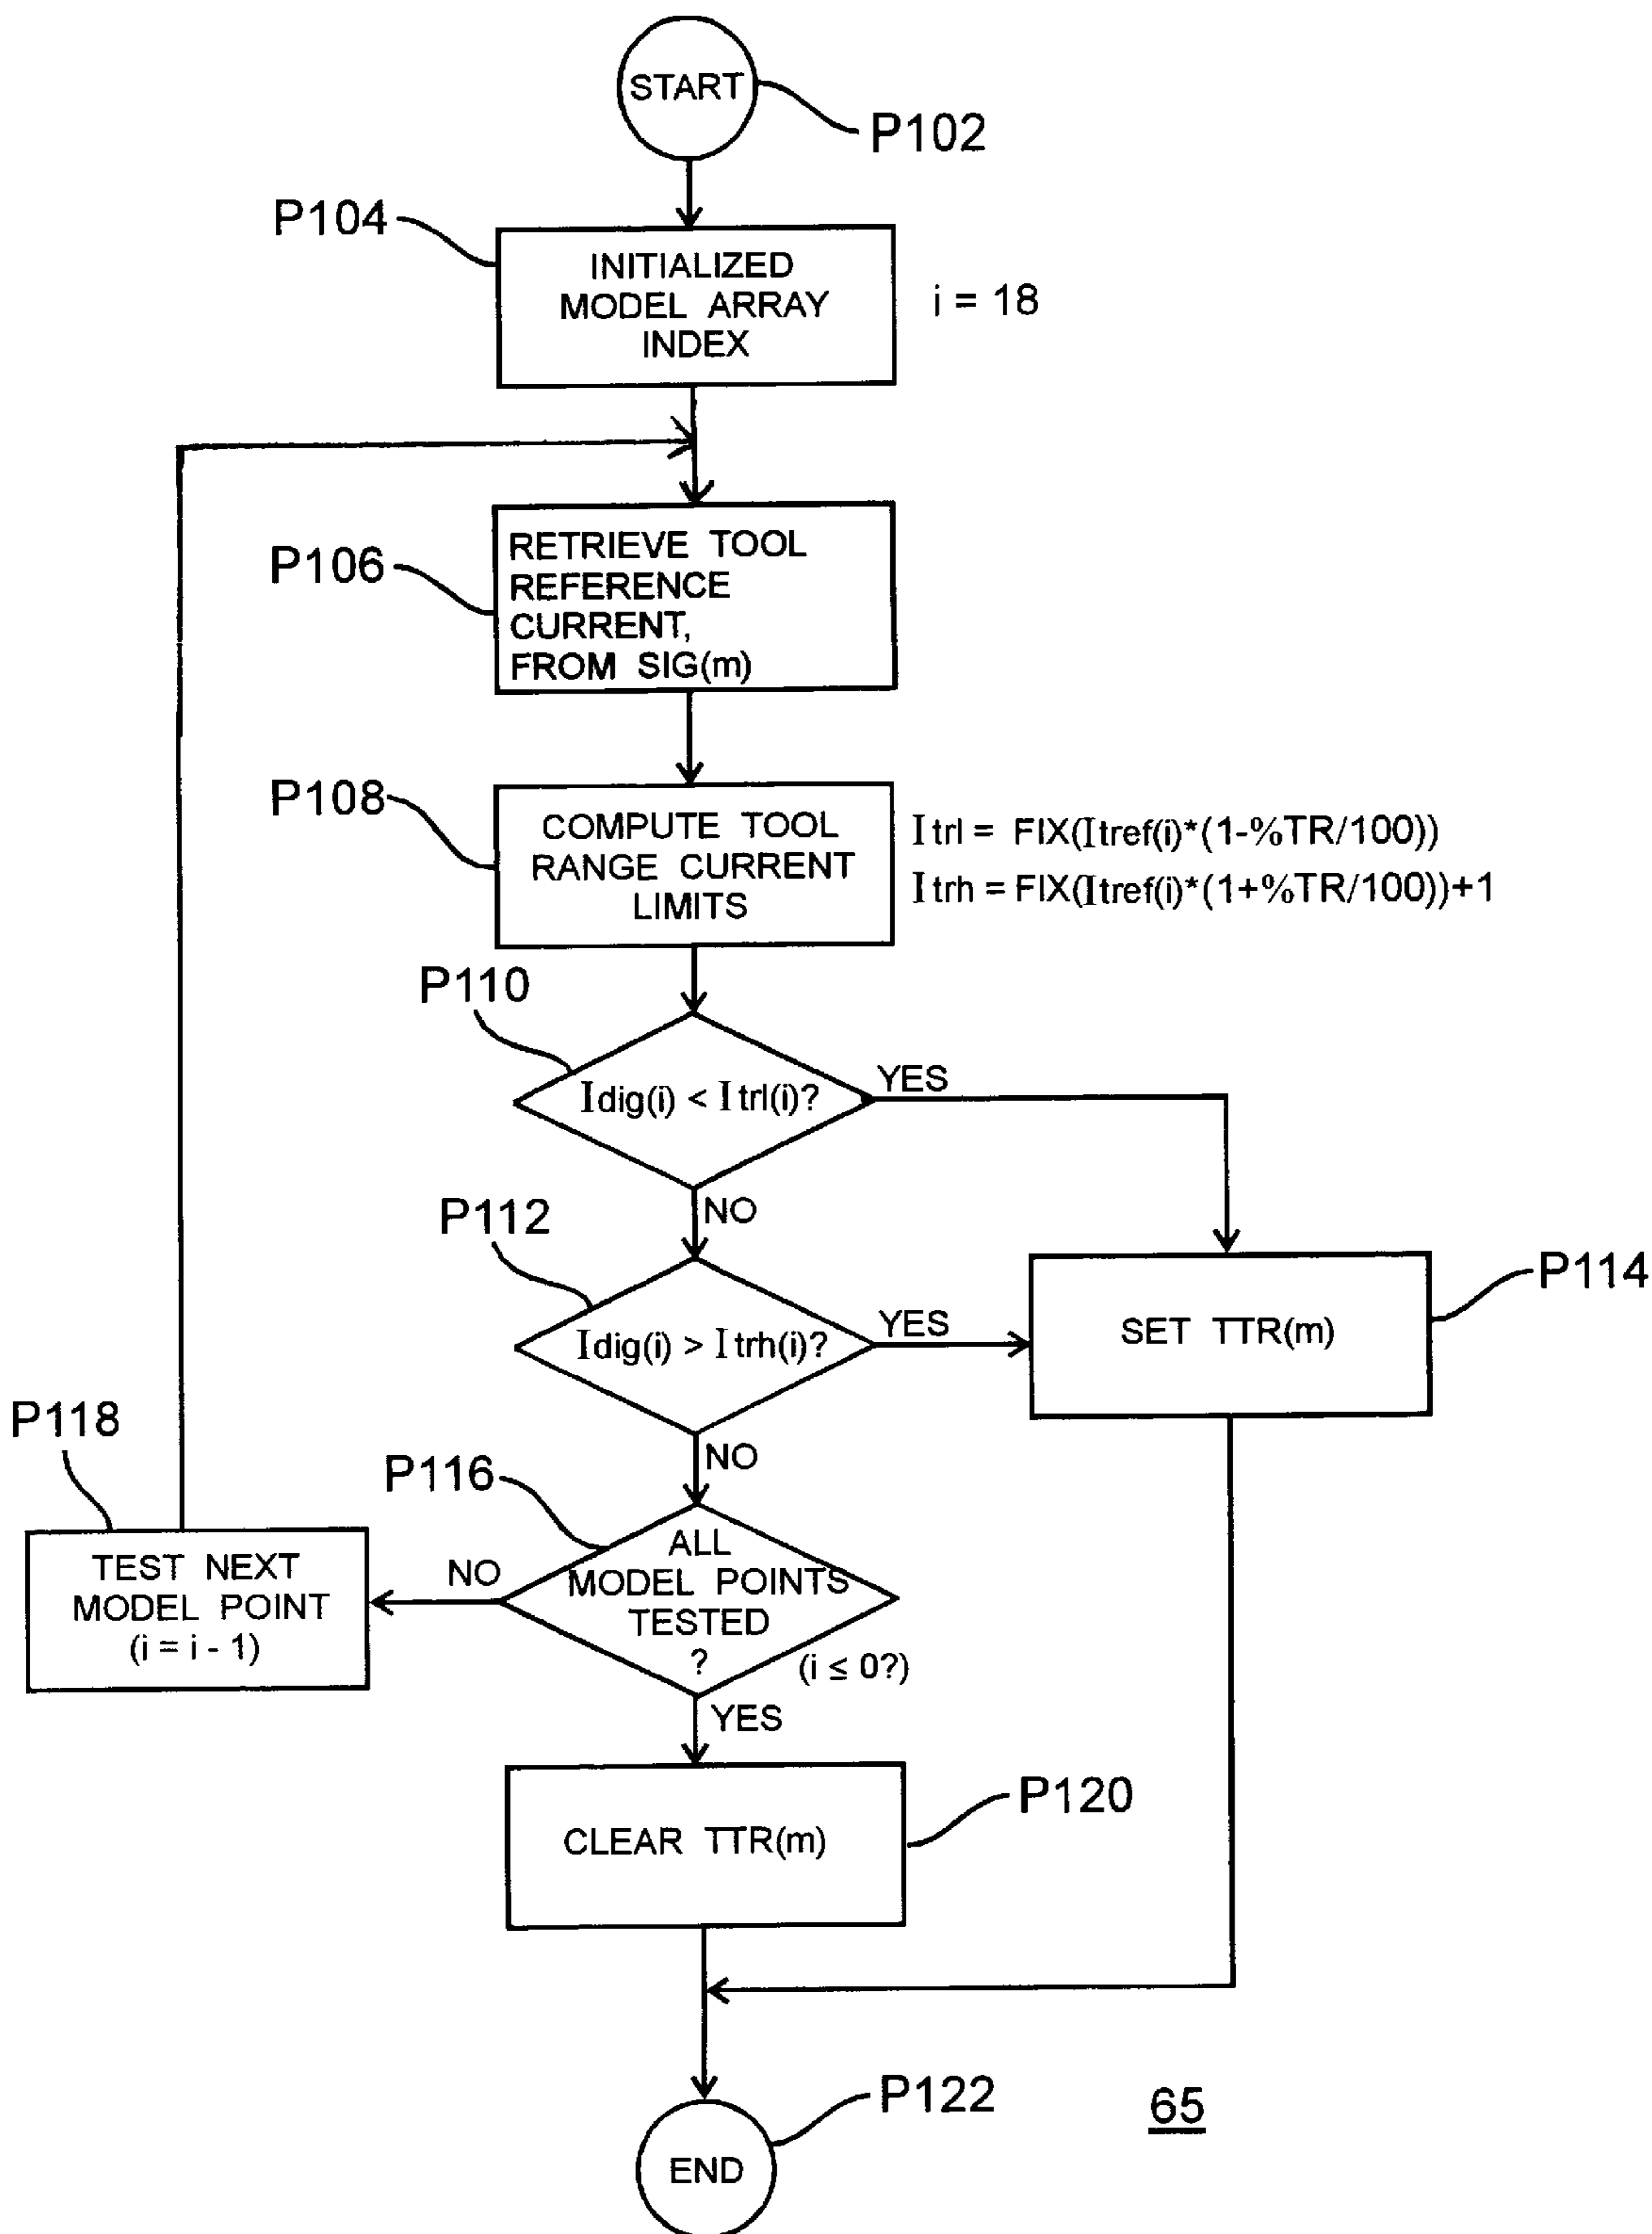 START
P102
P104
INITIALIZED
MODEL ARRAY
INDEX
i = 18
P106
RETRIEVE TOOL
REFERENCE
CURRENT,
FROM SIG(m)
P108
COMPUTE TOOL
RANGE CURRENT
LIMITS
Itrl = FIX(Itref(i)*(1-%TR/100))
Itrh = FIX(Itref(i)*(1+%TR/100))+1
P110
Idig(i) < Itrl(i)?
YES
NO
P112
Idig(i) > Itrh(i)?
YES
P114
SET TTR(m)
NO
P118
P116
ALL
MODEL POINTS
TESTED
?
(i ≤ 0?)
NO
TEST NEXT
MODEL POINT
(i = i - 1)
YES
P120
CLEAR TTR(m)
P122
END
65